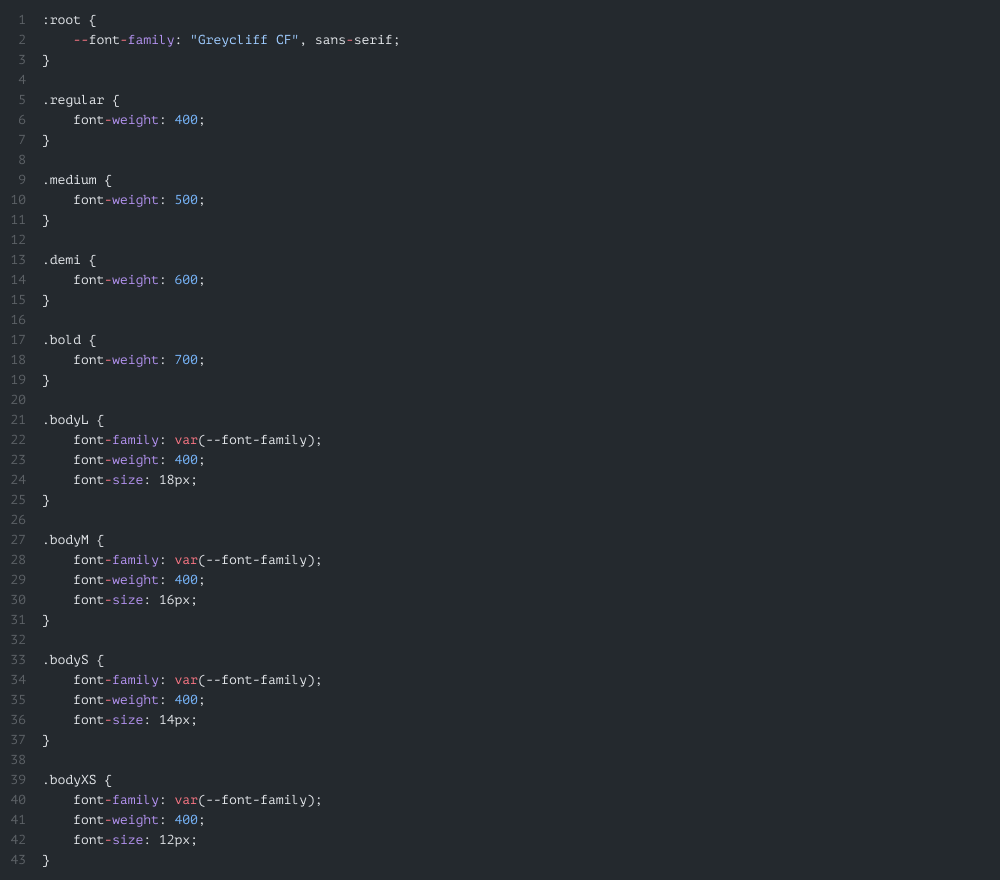 1 :root {
2     --font-family: "Greycliff CF", sans-serif;
3 }
4
5 .regular {
6     font-weight: 400;
7 }
8
9 .medium {
10     font-weight: 500;
11 }
12
13 .demi {
14     font-weight: 600;
15 }
16
17 .bold {
18     font-weight: 700;
19 }
20
21 .bodyL {
22     font-family: var(--font-family);
23     font-weight: 400;
24     font-size: 18px;
25 }
26
27 .bodyM {
28     font-family: var(--font-family);
29     font-weight: 400;
30     font-size: 16px;
31 }
32
33 .bodyS {
34     font-family: var(--font-family);
35     font-weight: 400;
36     font-size: 14px;
37 }
38
39 .bodyXS {
40     font-family: var(--font-family);
41     font-weight: 400;
42     font-size: 12px;
43 }